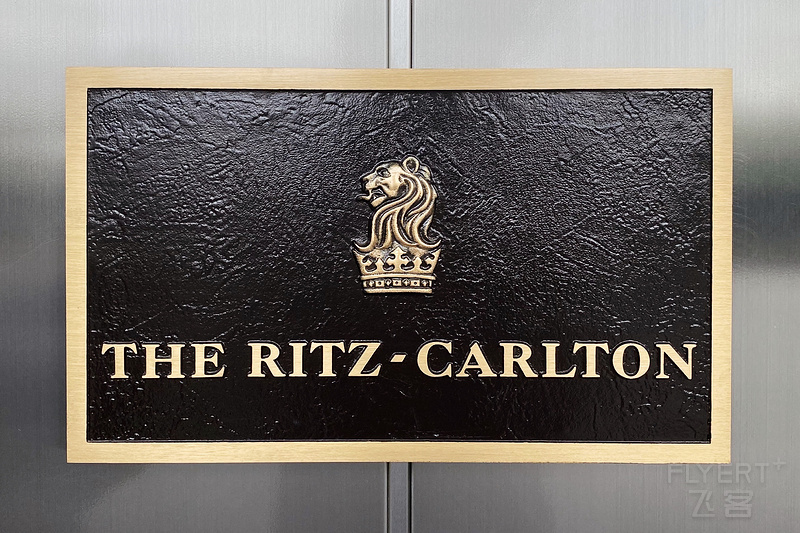 THE RITZ-CARLTON
FLYERT+
飞客